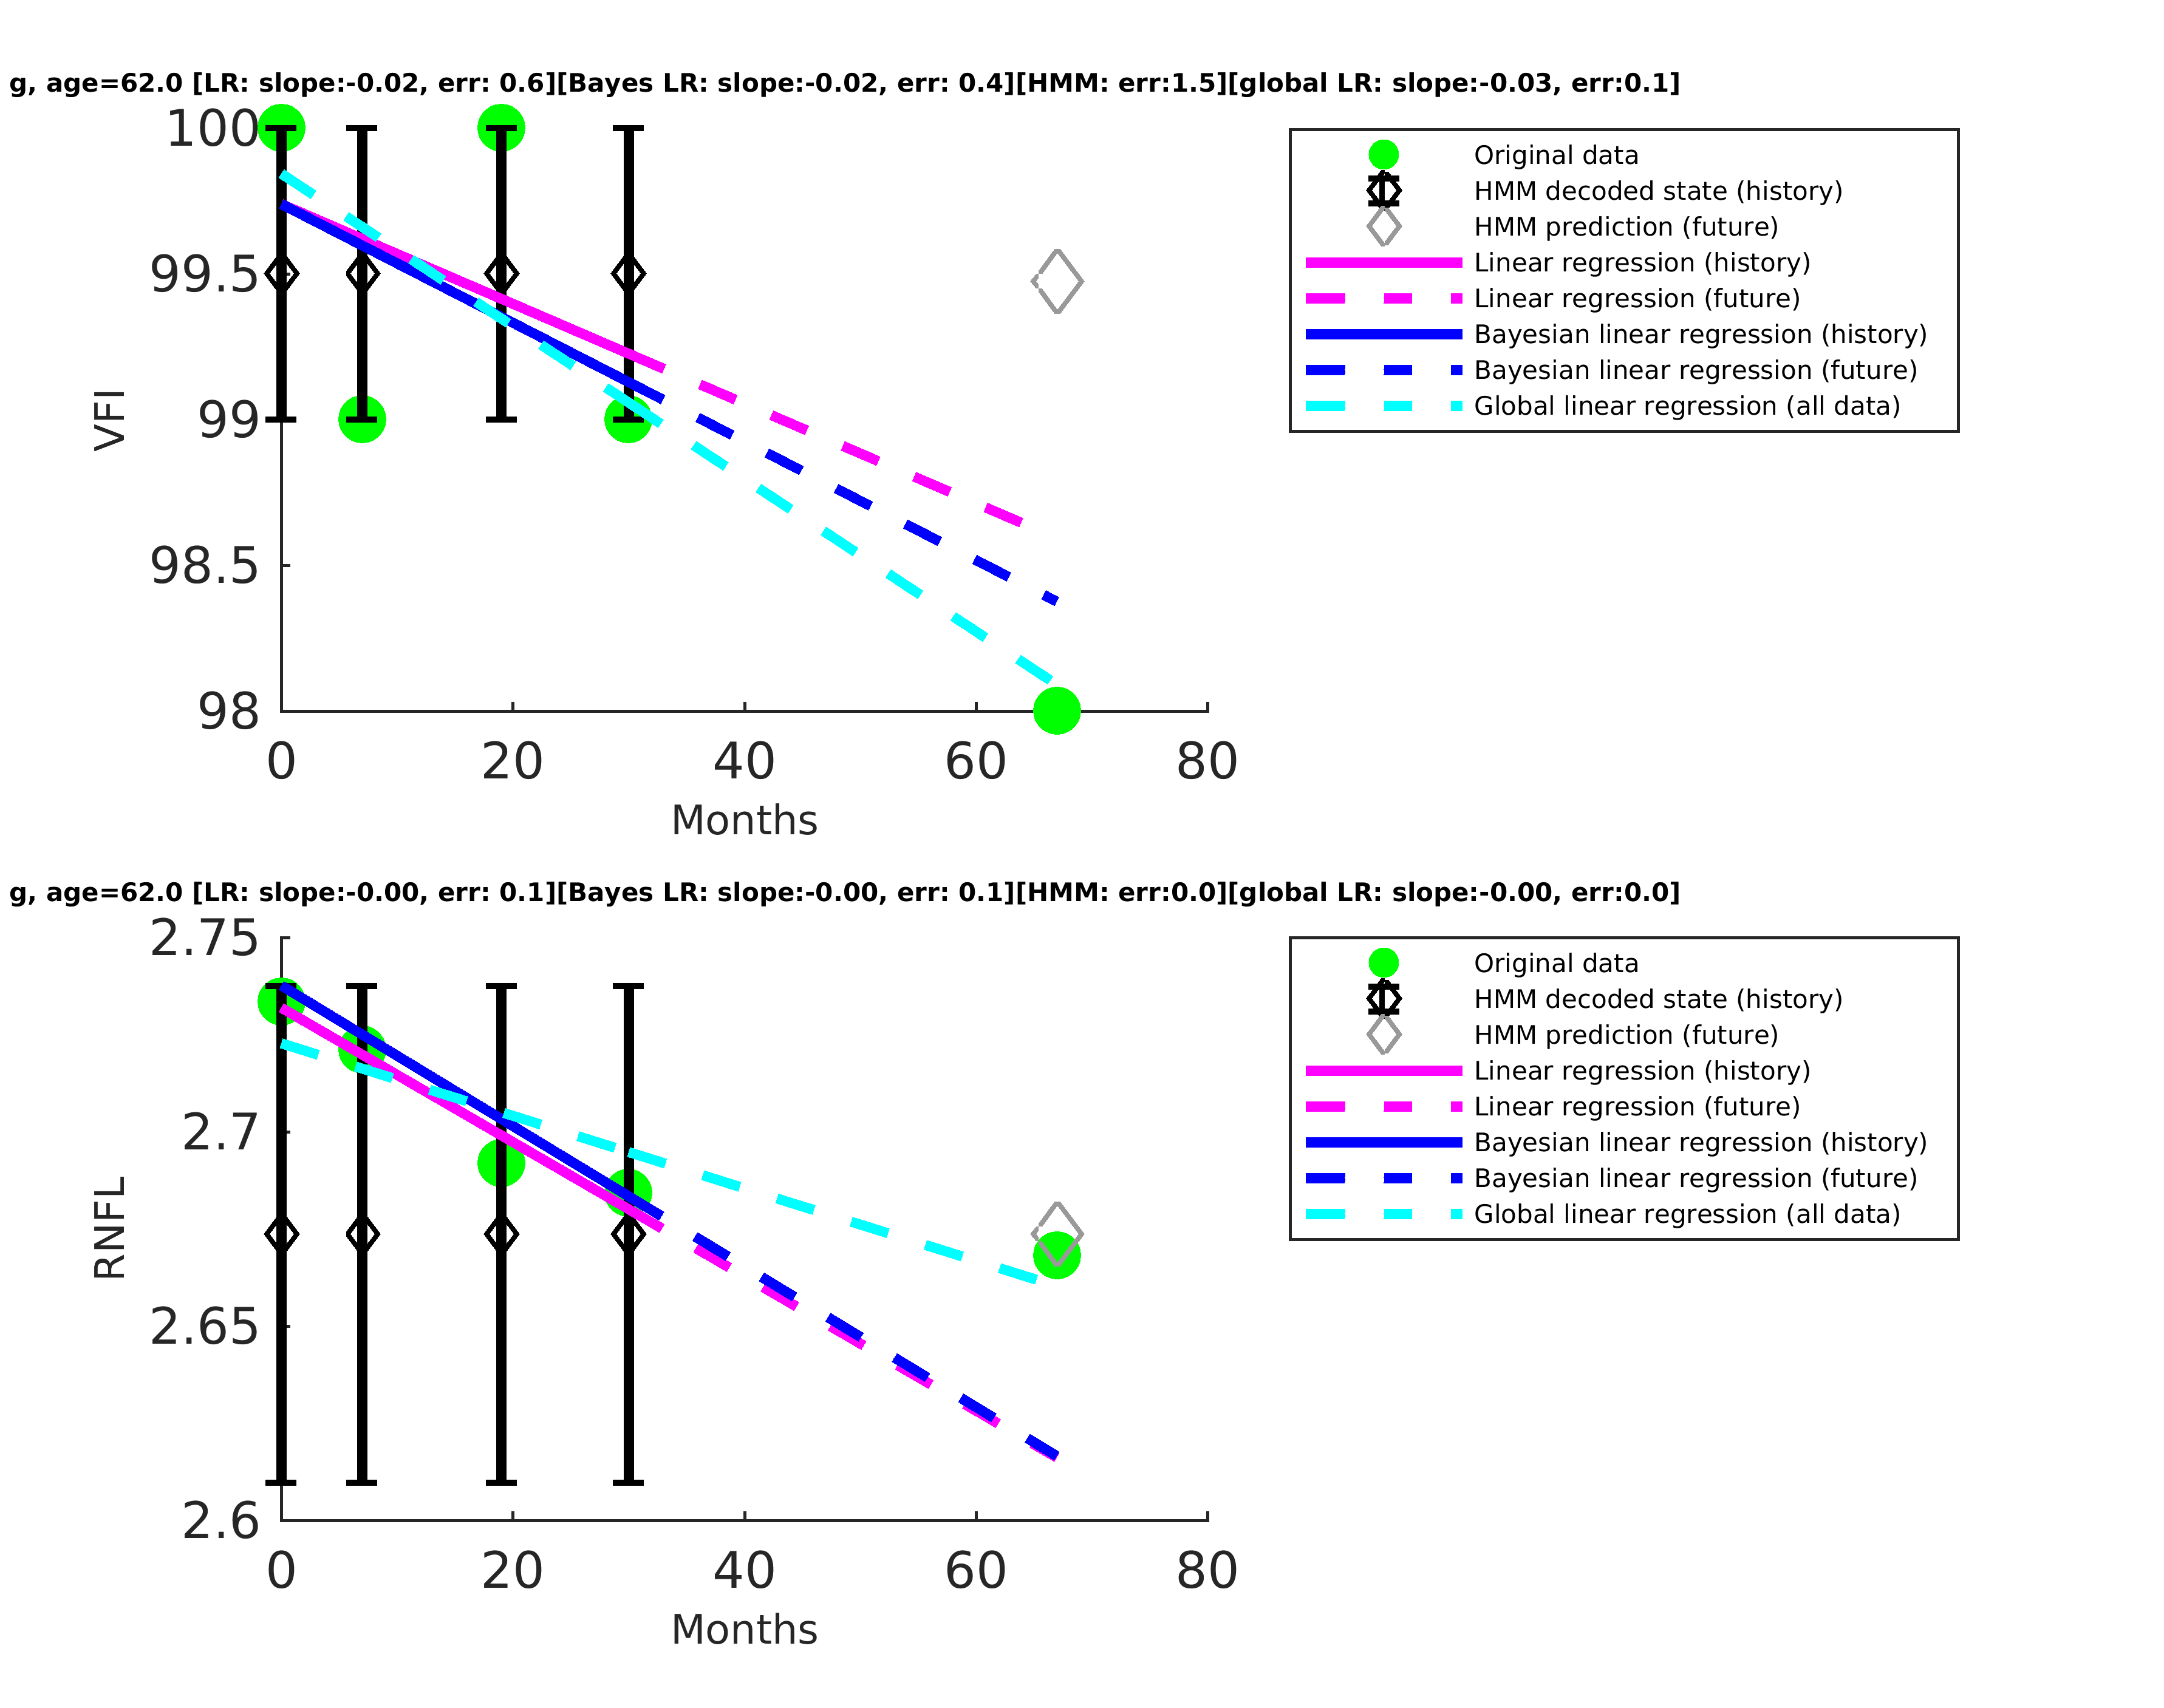 g, age=62.0 [LR: slope:-0.02, err: 0.6][Bayes LR: slope:-0.02, err: 0.4][HMM: err:1.5][global LR: slope:-0.03, err:0.1]
100
99.5
99
98.5
98
VFI
0 20 40 60 80
Months
Original data
HMM decoded state (history)
HMM prediction (future)
Linear regression (history)
Linear regression (future)
Bayesian linear regression (history)
Bayesian linear regression (future)
Global linear regression (all data)
g, age=62.0 [LR: slope:-0.00, err: 0.1][Bayes LR: slope:-0.00, err: 0.1][HMM: err:0.0][global LR: slope:-0.00, err:0.0]
2.75
2.7
2.65
2.6
RNFL
0 20 40 60 80
Months
Original data
HMM decoded state (history)
HMM prediction (future)
Linear regression (history)
Linear regression (future)
Bayesian linear regression (history)
Bayesian linear regression (future)
Global linear regression (all data)